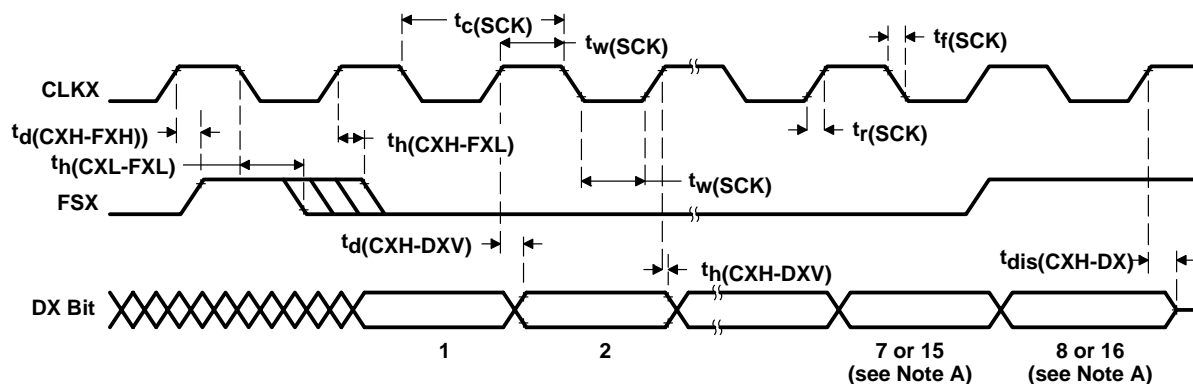 tc(SCK)
tw(SCK)
tf(SCK)
CLKX
td(CXH-FXH))
th(CXH-FXL)
tr(SCK)
th(CXL-FXL)
tw(SCK)
FSX
td(CXH-DXV)
th(CXH-DXV)
tdis(CXH-DX)
DX Bit
1
2
7 or 15
8 or 16
(see Note A)
(see Note A)